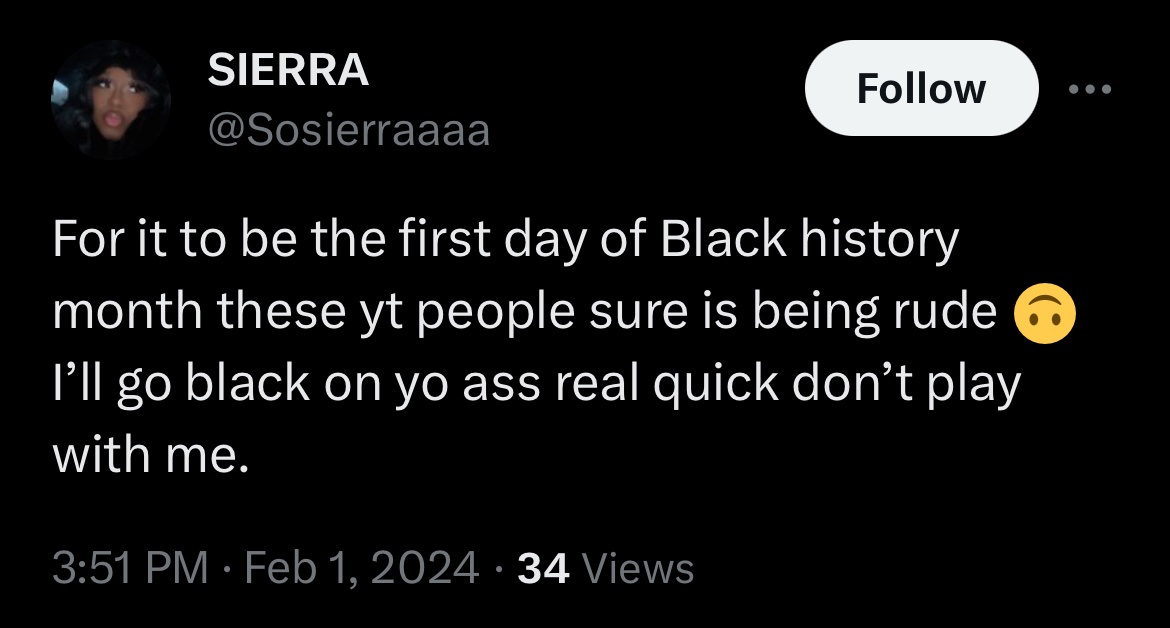 SIERRA
@Sosierraaaa
Follow
For it to be the first day of Black history
month these yt people sure is being rude 🙃
I’ll go black on yo ass real quick don’t play
with me.
3:51 PM · Feb 1, 2024 · 34 Views